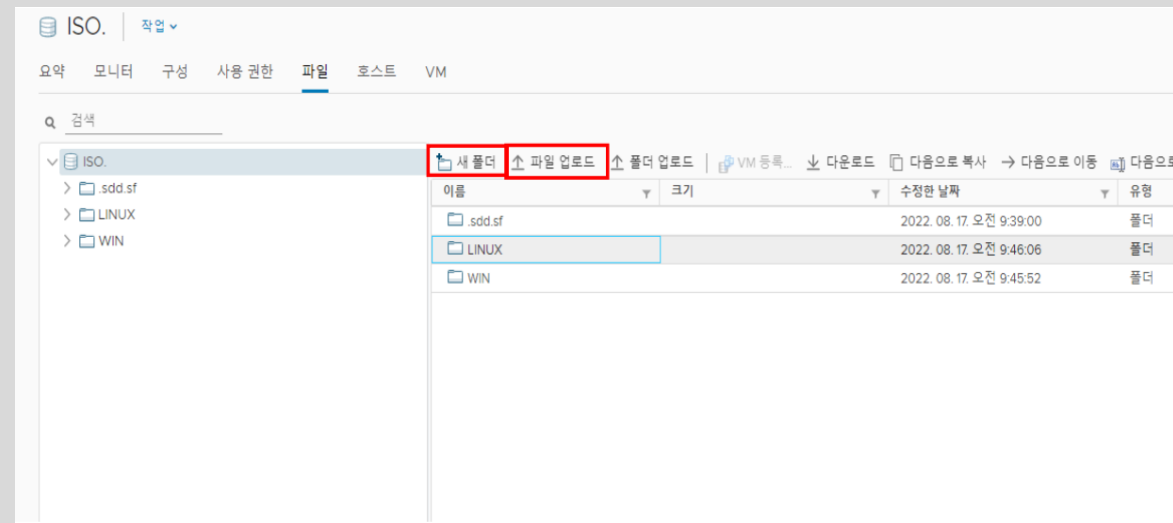 ISO. 작업
요약 모니터 구성 사용 권한 파일 호스트 VM
검색
ISO.
.sdd.sf
LINUX
WIN
새 폴더 파일 업로드 폴더 업로드 VM 등록... 다운로드 다음으로 복사 다음으로 이동 다음으로
이름 크기 수정한 날짜 유형
.sdd.sf 2022. 08. 17. 오전 9:39:00 폴더
LINUX 2022. 08. 17. 오전 9:46:06 폴더
WIN 2022. 08. 17. 오전 9:45:52 폴더